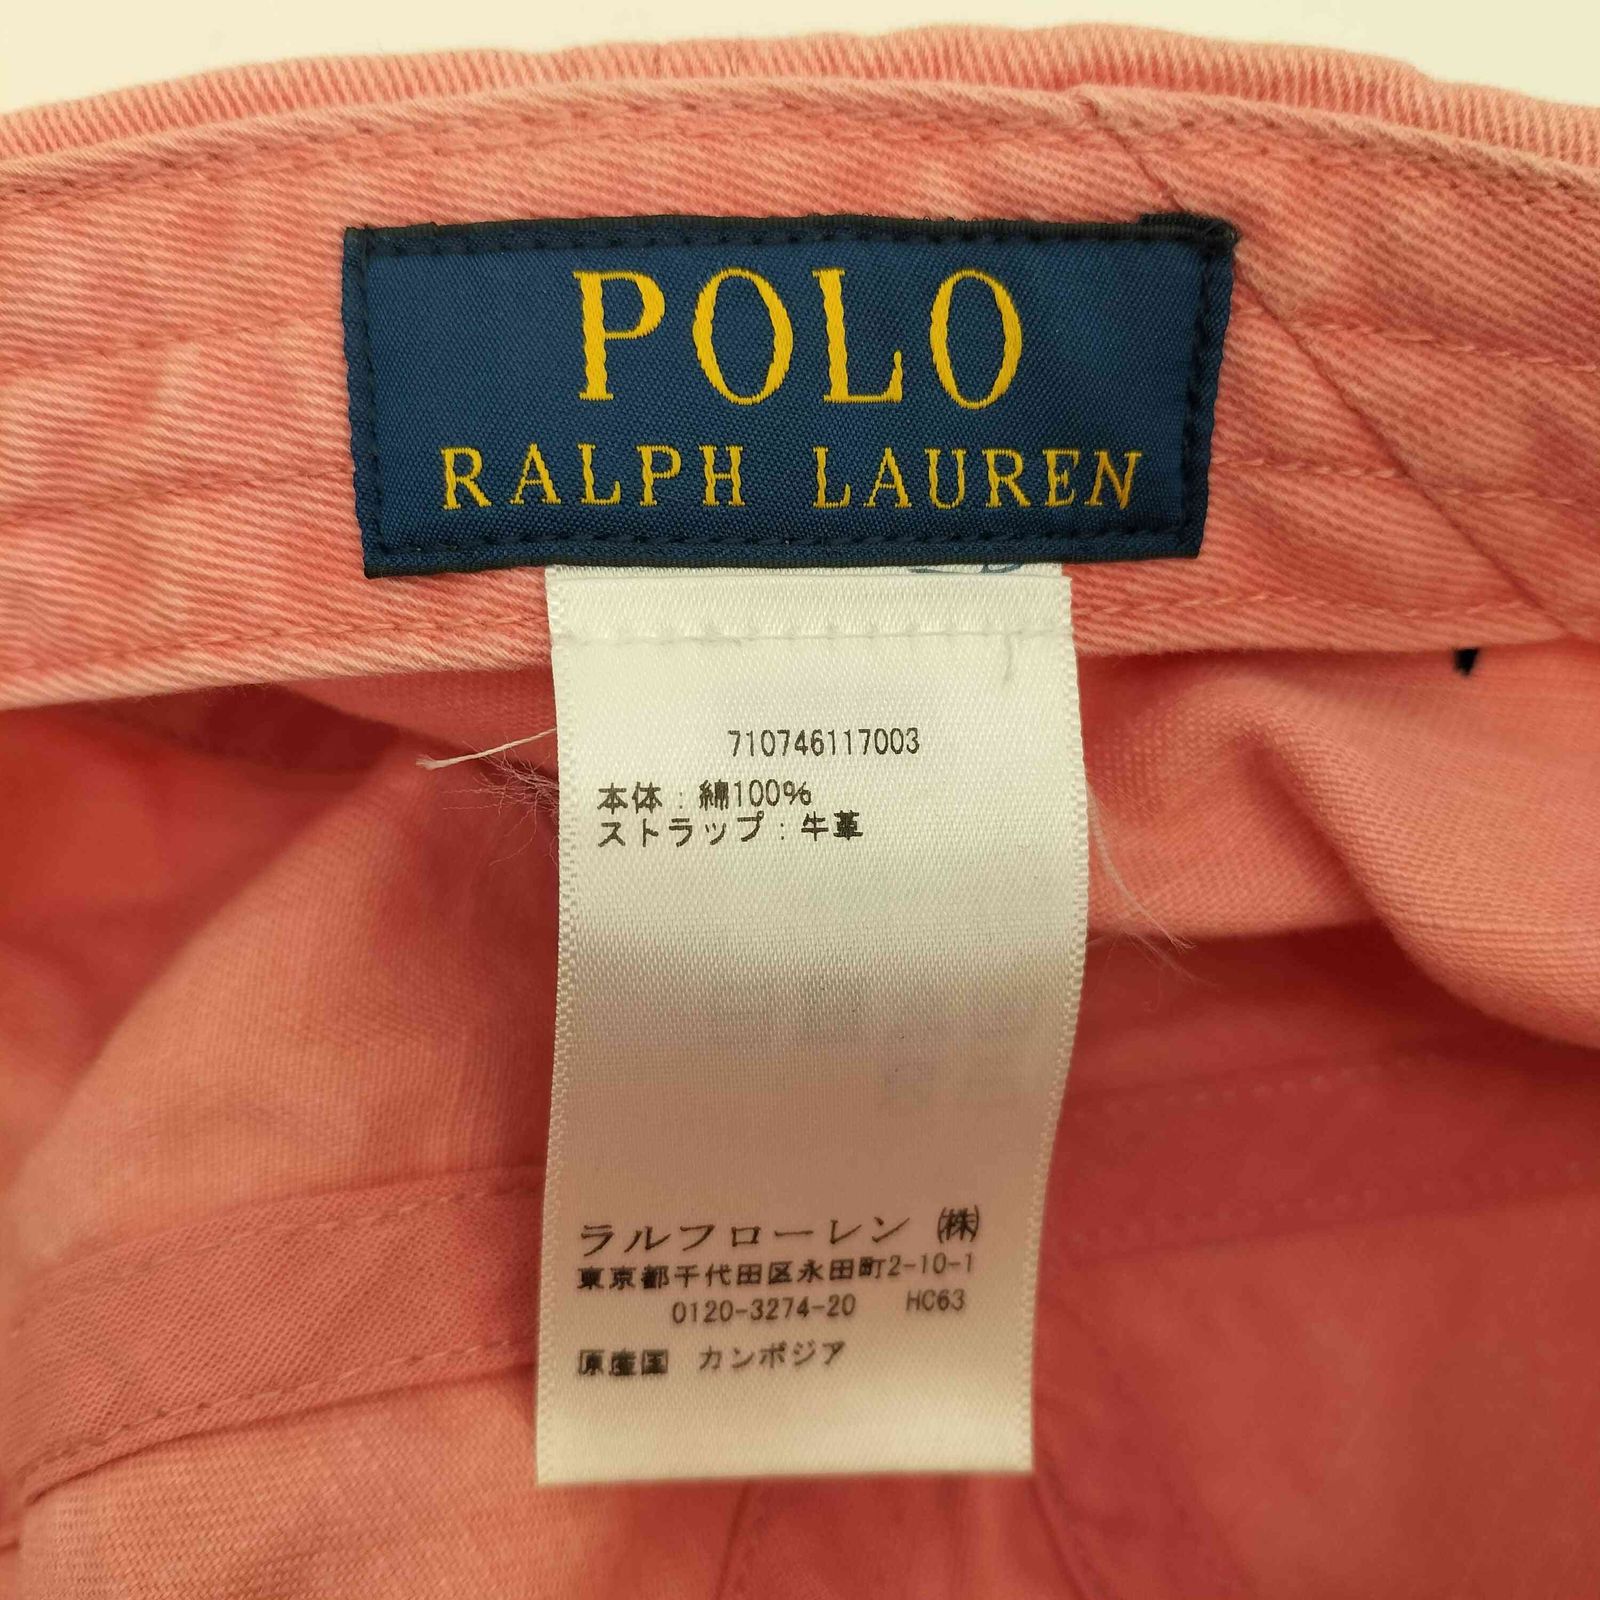 POLO
RALPH LAUREN
710746117003
本体：綿100%
ストラップ：牛革
ラルフローレン ㈱
東京都千代田区永田町2-10-1
0120-3274-20 HC63
原産国 カンボジア